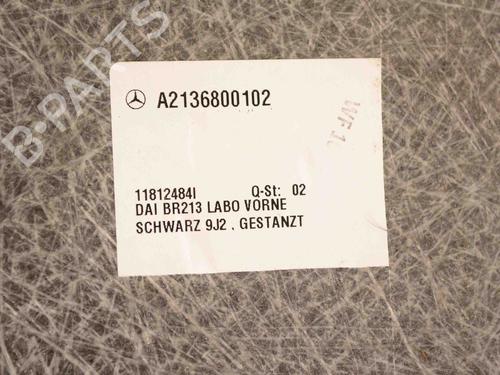 B-PARTS
A2136800102
11812484I Q-St: 02
DAI BR213 LABO VORNE
SCHWARZ 9J2 , GESTANZT